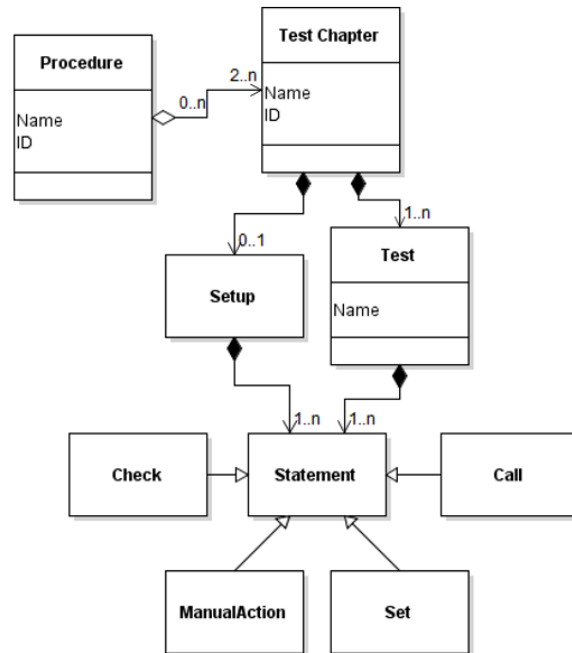 Test Chapter
Procedure
2..n
0..n
Name
ID
Name
ID
0..1
1..n
Setup
Test
Name
1..n
1..n
Check
Statement
Call
ManualAction
Set